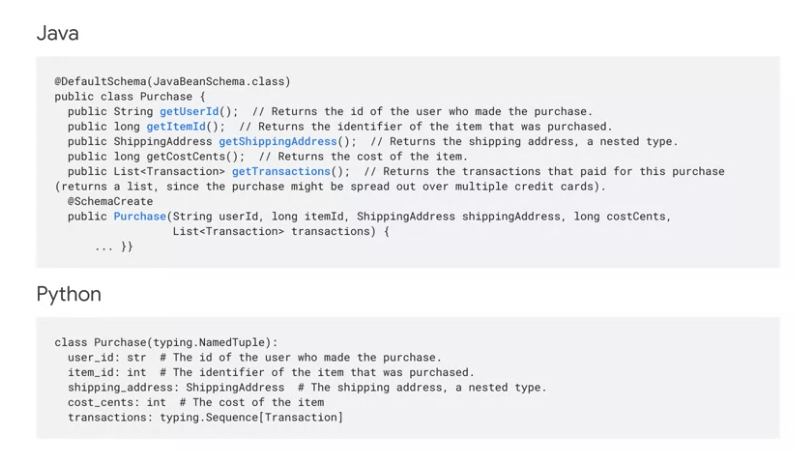 Java
@DefaultSchema(JavaBeanSchema.class)
public class Purchase {
public String getUserId();  // Returns the id of the user who made the purchase.
public long getItemId();  // Returns the identifier of the item that was purchased.
public ShippingAddress getShippingAddress();  // Returns the shipping address, a nested type.
public long getCostCents();  // Returns the cost of the item.
public List<Transaction> getTransactions();  // Returns the transactions that paid for this purchase
(returns a list, since the purchase might be spread out over multiple credit cards).
@SchemaCreate
public Purchase(String userId, long itemId, ShippingAddress shippingAddress, long costCents,
List<Transaction> transactions) {
... }}
Python
class Purchase(typing.NamedTuple):
user_id: str  # The id of the user who made the purchase.
item_id: int  # The identifier of the item that was purchased.
shipping_address: ShippingAddress  # The shipping address, a nested type.
cost_cents: int  # The cost of the item
transactions: typing.Sequence[Transaction]